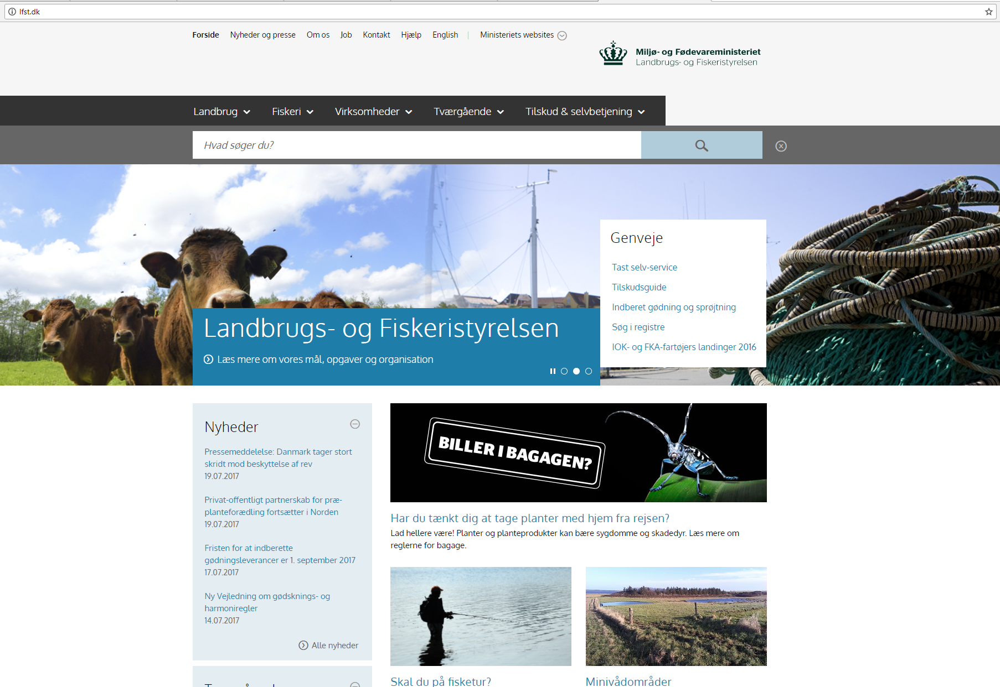 lfst.dk
Forside Nyheder og presse Om os Job Kontakt Hjælp English Ministeriets websites
Miljø- og Fødevareministeriet
Landbrugs- og Fiskeristyrelsen
Landbrug Fiskeri Virksomheder Tværgående Tilskud & selvbetjening
Hvad søger du?
Genveje
Tast selv-service
Tilskudsguide
Indberet gødning og sprøjtning
Søg i registre
IOK- og FKA-fartøjers landinger 2016
Landbrugs- og Fiskeristyrelsen
Læs mere om vores mål, opgaver og organisation
Nyheder
Pressemeddelelse: Danmark tager stort
skridt mod beskyttelse af rev
19.07.2017
Privat-offentligt partnerskab for præ-
planteforædling fortsætter i Norden
19.07.2017
Fristen for at indberette
gødningsleverancer er 1. september 2017
17.07.2017
Ny Vejledning om gødsknings- og
harmoniregler
14.07.2017
Alle nyheder
BILLER I BAGAGEN?
Har du tænkt dig at tage planter med hjem fra rejsen?
Lad hellere være! Planter og planteprodukter kan bære sygdomme og skadedyr. Læs mere om
reglerne for bagage.
Skal du på fisketur?
Minivådområder